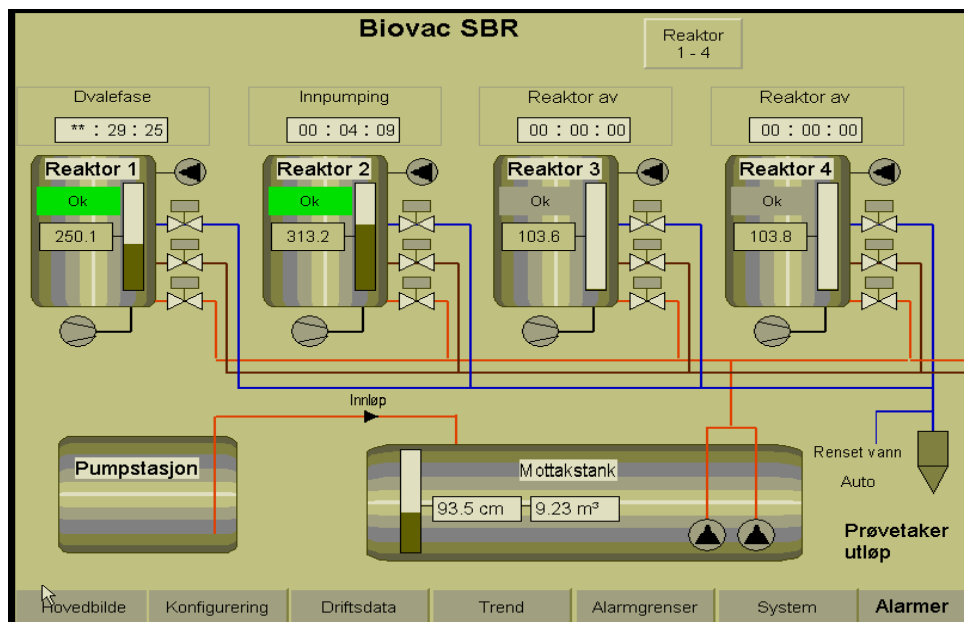 Biovac SBR
Reaktor
1 - 4
Dvalefase
Innpumping
Reaktor av
Reaktor av
** : 29 : 25
00 : 04 : 09
00 : 00 : 00
00 : 00 : 00
Reaktor 1
Reaktor 2
Reaktor 3
Reaktor 4
Ok
Ok
Ok
Ok
250.1
313.2
103.6
103.8
Innløp
Pumpstasjon
Mottakstank
93.5 cm
9.23 m³
Renset vann
Auto
Prøvetaker
utløp
Hovedbilde
Konfigurering
Driftsdata
Trend
Alarmgrenser
System
Alarmer